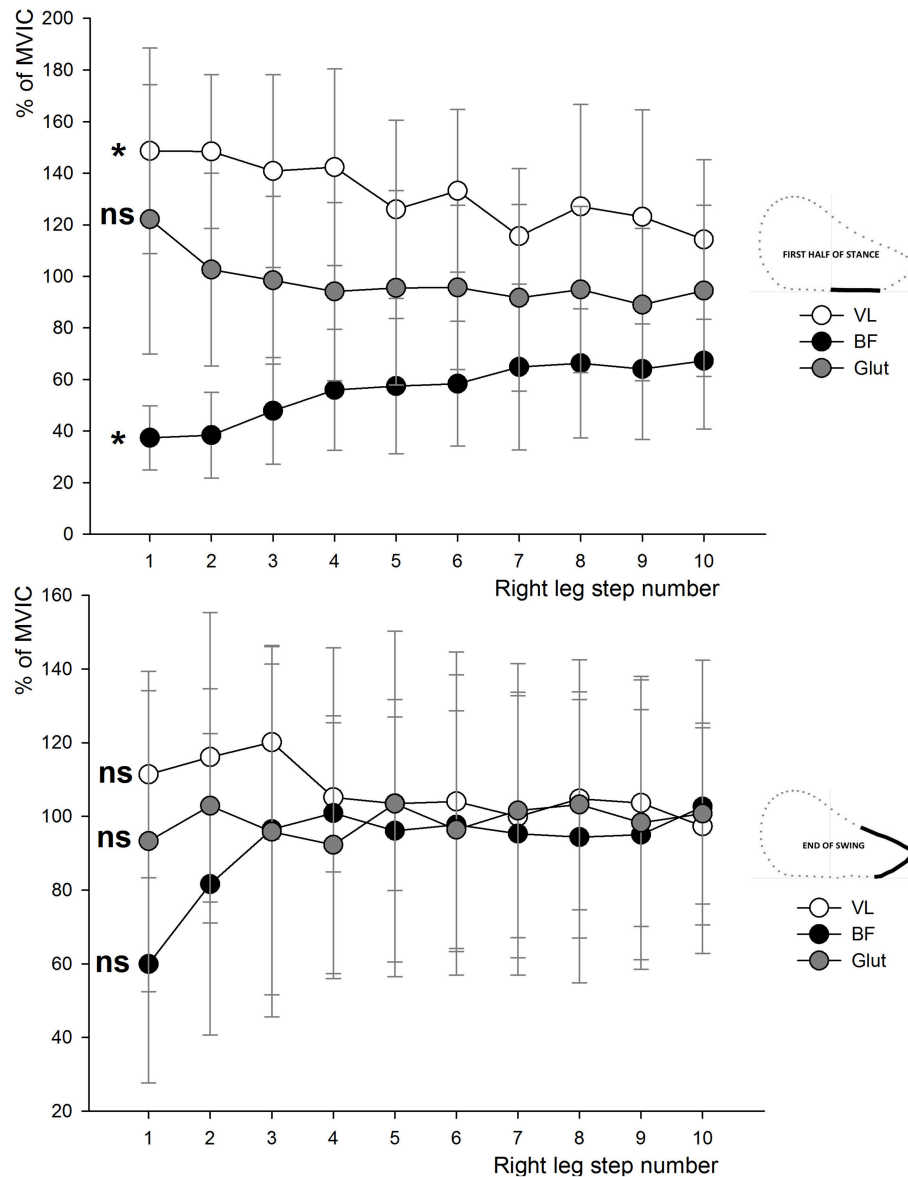 % of MVIC
200
180
160
140
120
100
80
60
40
20
0
*
ns
*
1 2 3 4 5 6 7 8 9 10
Right leg step number
FIRST HALF OF STANCE
VL
BF
Glut
% of MVIC
160
140
120
100
80
60
40
20
ns
ns
ns
1 2 3 4 5 6 7 8 9 10
Right leg step number
END OF SWING
VL
BF
Glut